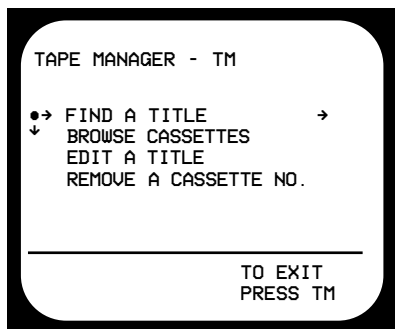 TAPE MANAGER - TM
●→ FIND A TITLE →
↓ BROWSE CASSETTES
EDIT A TITLE
REMOVE A CASSETTE NO.
TO EXIT
PRESS TM